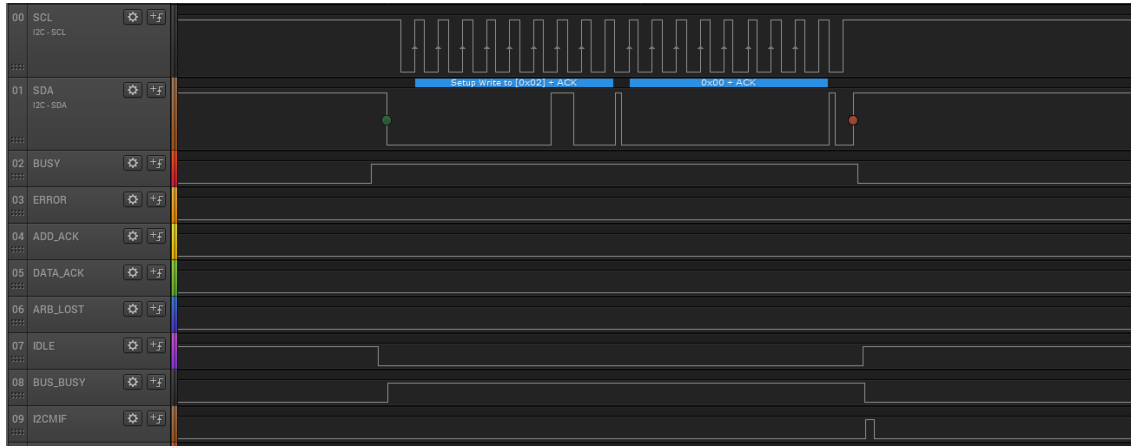 00 SCL
I2C - SCL
Setup Write to [0x02] + ACK 0x00 + ACK
01 SDA
I2C - SDA
02 BUSY
03 ERROR
04 ADD_ACK
05 DATA_ACK
06 ARB_LOST
07 IDLE
08 BUS_BUSY
09 I2CMIF